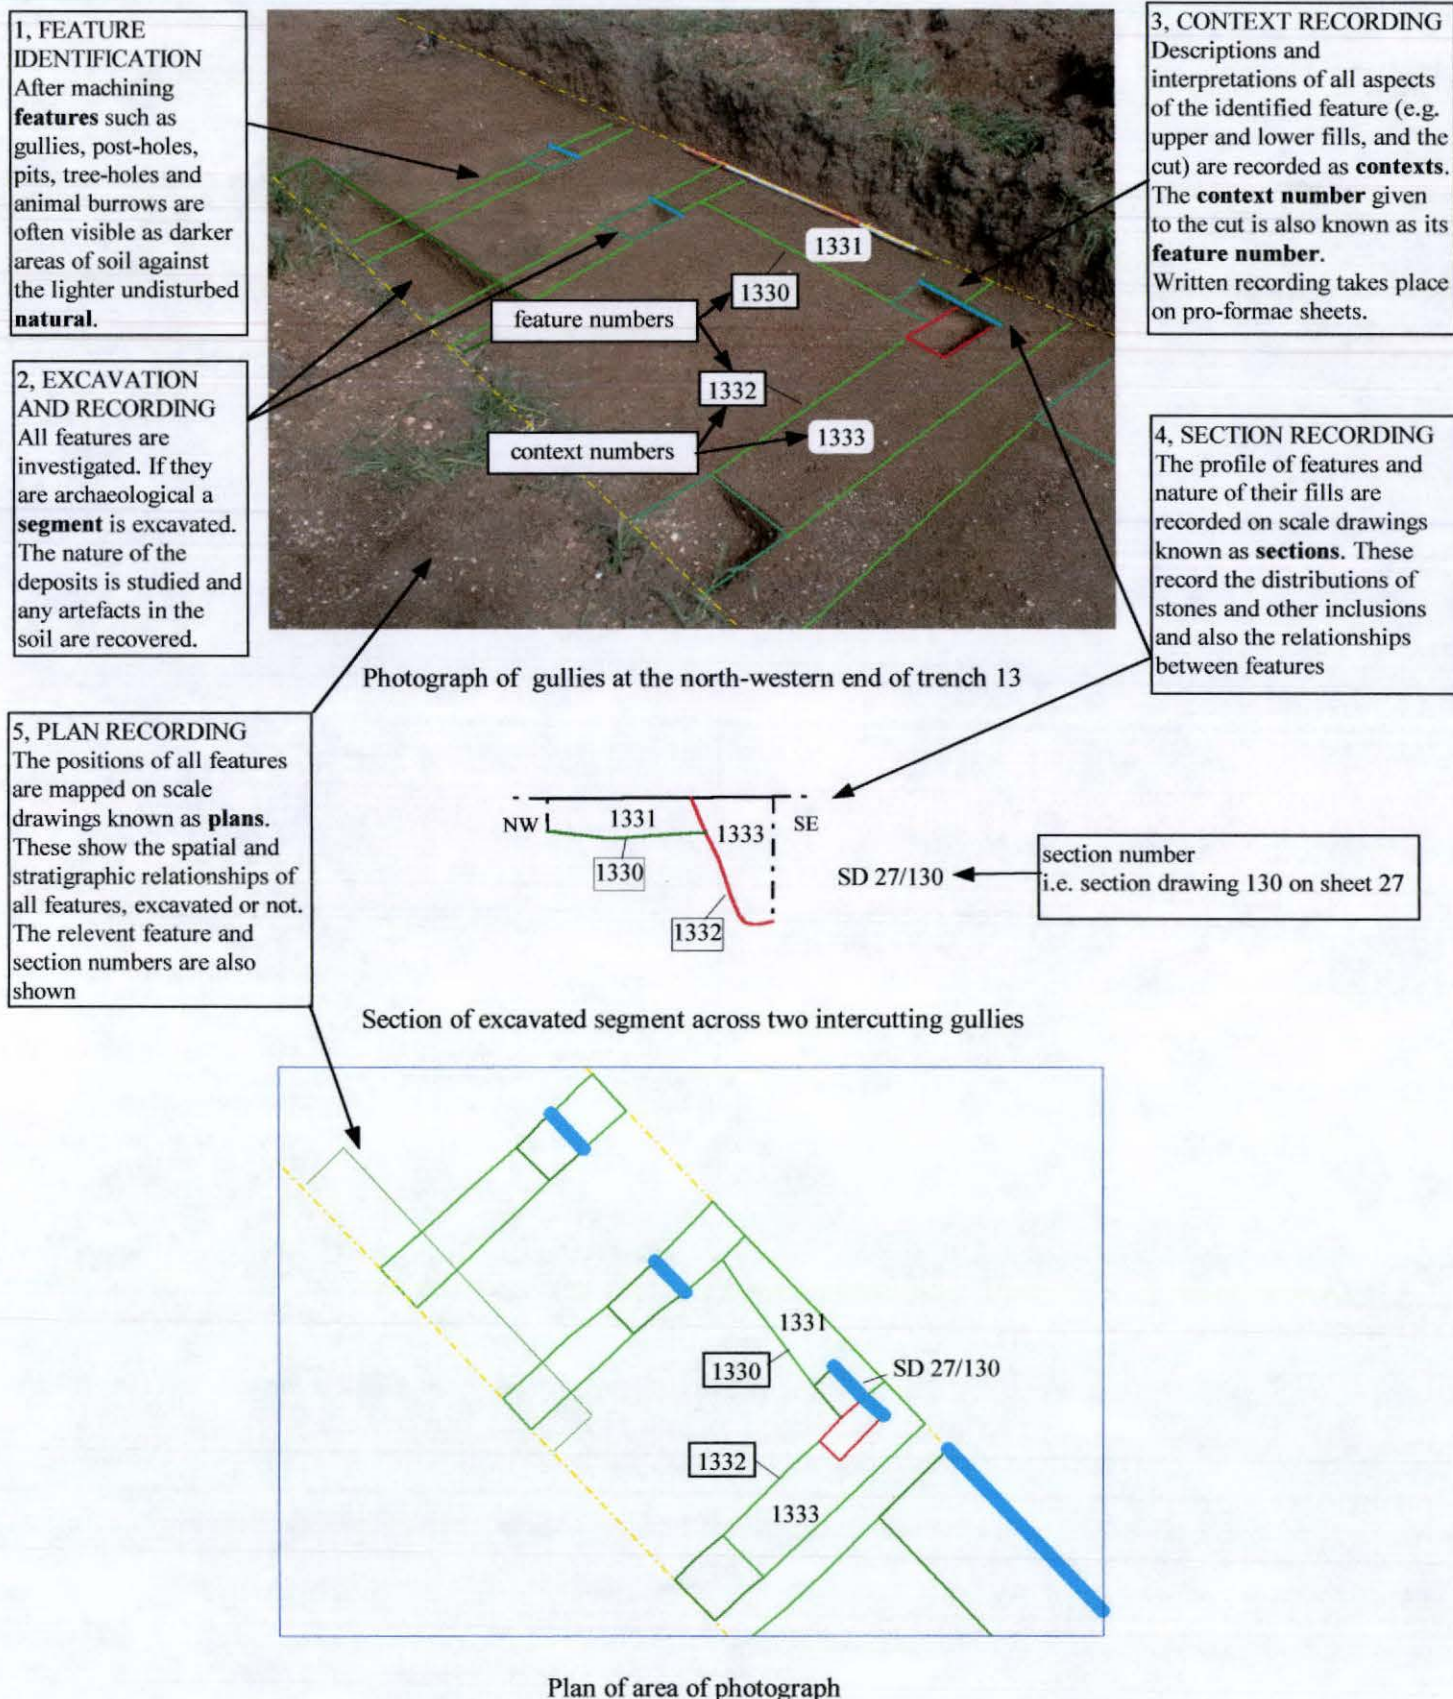 1, FEATURE
IDENTIFICATION
After machining
features such as
gullies, post-holes,
pits, tree-holes and
animal burrows are
often visible as darker
areas of soil against
the lighter undisturbed
natural.
2, EXCAVATION
AND RECORDING
All features are
investigated. If they
are archaeological a
segment is excavated.
The nature of the
deposits is studied and
any artefacts in the
soil are recovered.
3, CONTEXT RECORDING
Descriptions and
interpretations of all aspects
of the identified feature (e.g.
upper and lower fills, and the
cut) are recorded as contexts.
The context number given
to the cut is also known as its
feature number.
Written recording takes place
on pro-formae sheets.
4, SECTION RECORDING
The profile of features and
nature of their fills are
recorded on scale drawings
known as sections. These
record the distributions of
stones and other inclusions
and also the relationships
between features
1331
1330
feature numbers
1332
1333
context numbers
Photograph of gullies at the north-western end of trench 13
5, PLAN RECORDING
The positions of all features
are mapped on scale
drawings known as plans.
These show the spatial and
stratigraphic relationships of
all features, excavated or not.
The relevent feature and
section numbers are also
shown
NW
1331
1333
SE
1330
1332
SD 27/130
section number
i.e. section drawing 130 on sheet 27
Section of excavated segment across two intercutting gullies
1331
1330
SD 27/130
1332
1333
Plan of area of photograph